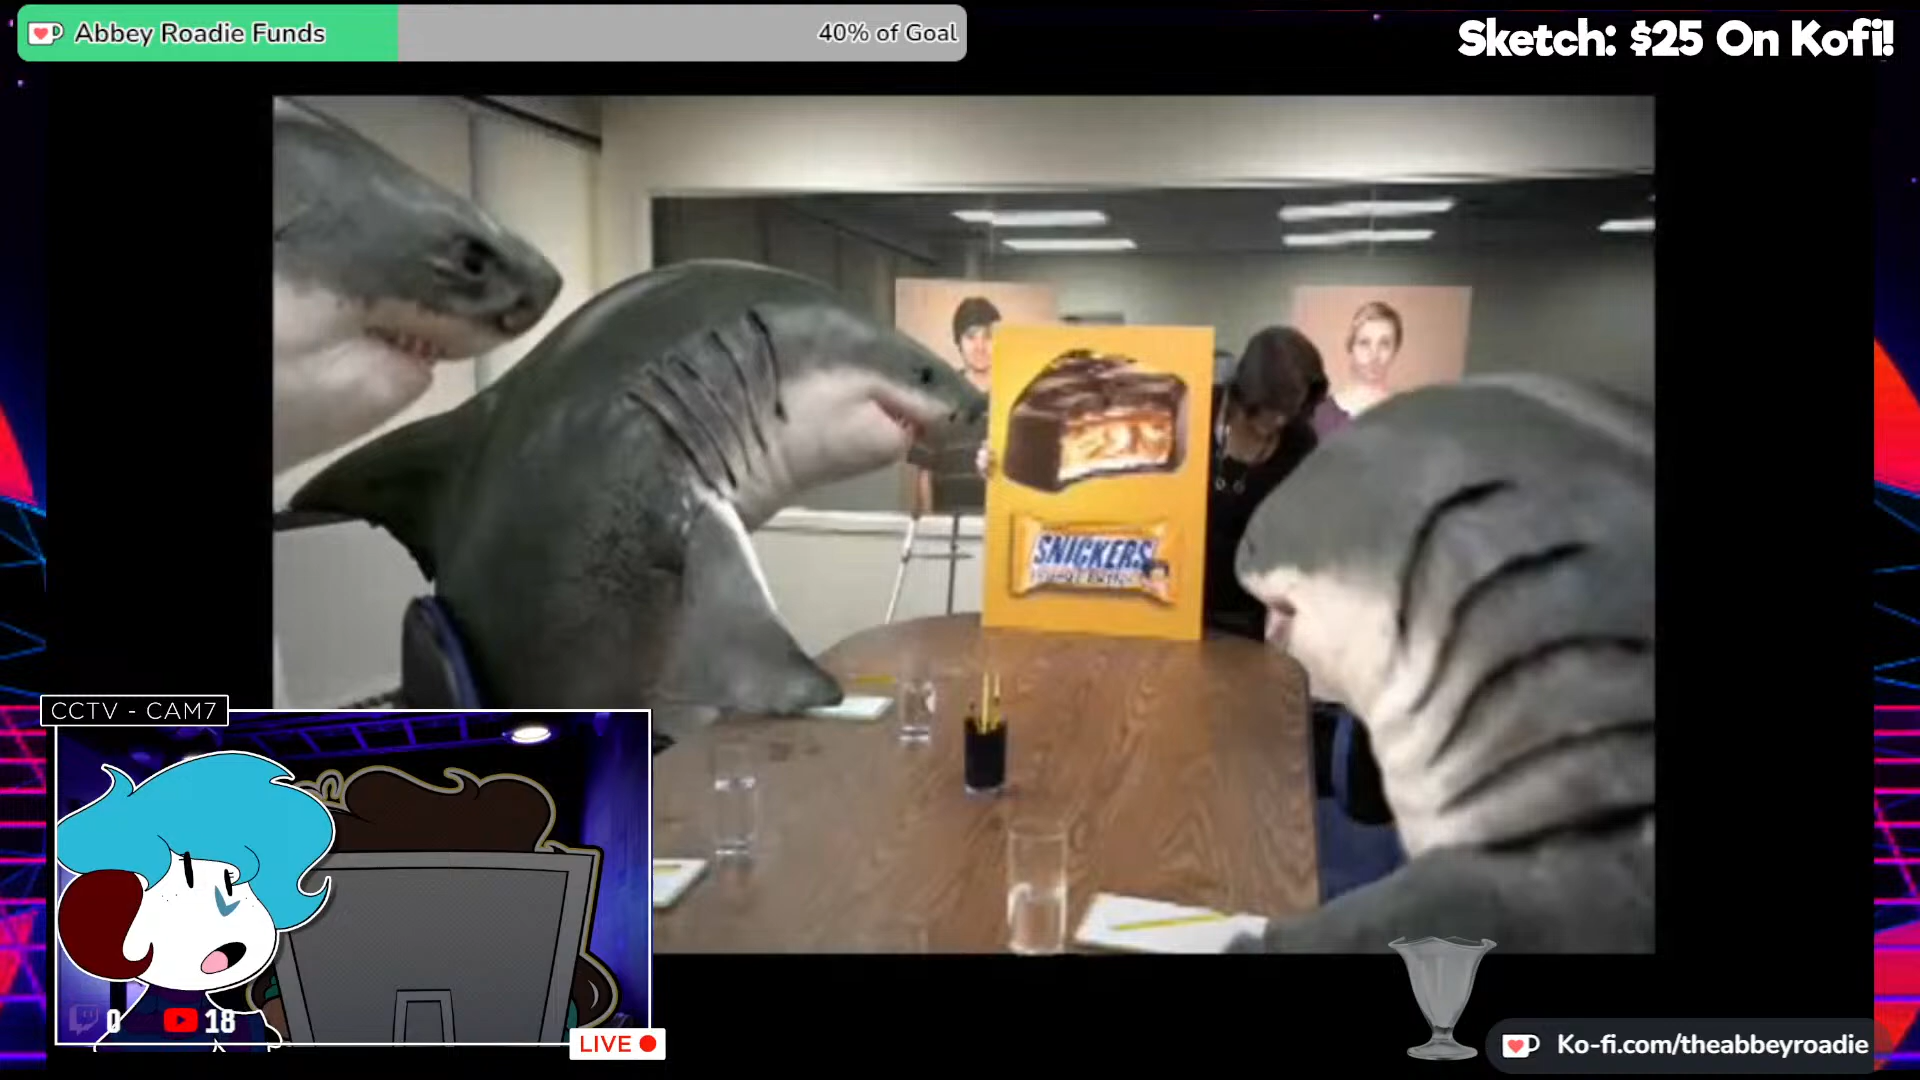 Abbey Roadie Funds
40% of Goal
Sketch: $25 On Kofi!
SNICKERS
CCTV - CAM7
0
18
LIVE
Ko-fi.com/theabbeyroadie